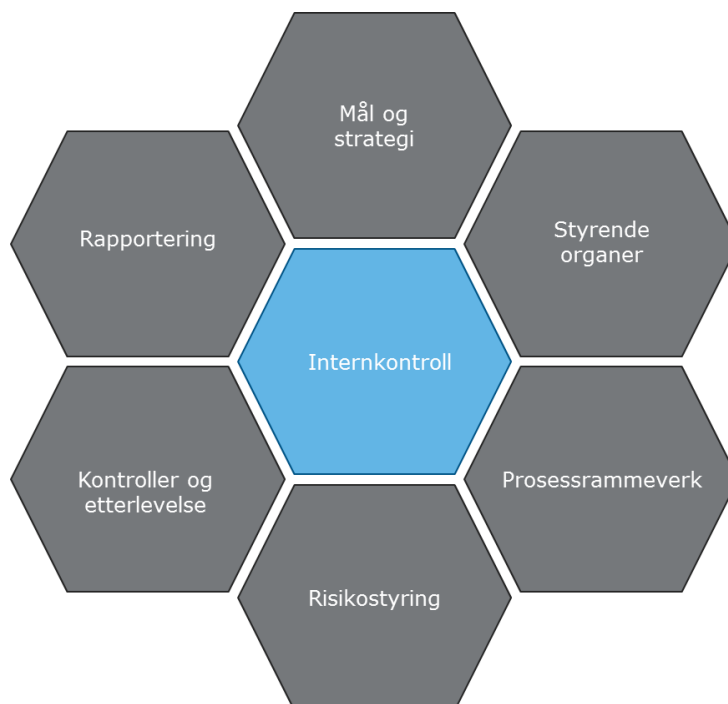 Mål og
strategi
Rapportering
Styrende
organer
Internkontroll
Kontroller og
etterlevelse
Prosessrammeverk
Risikostyring